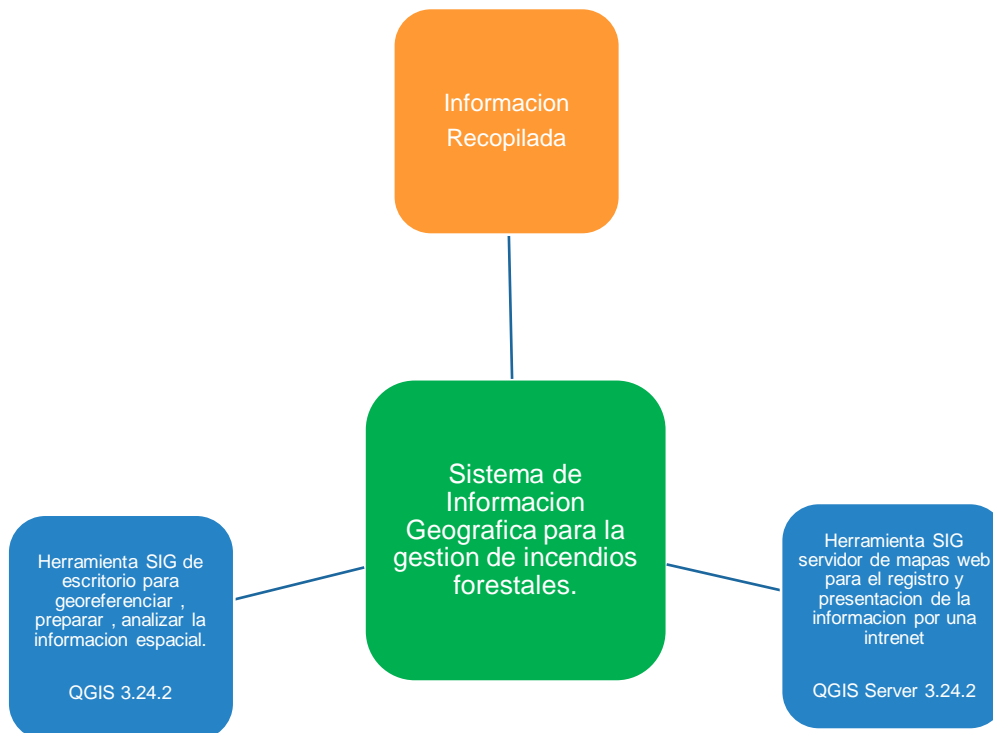 Informacion
Recopilada
Sistema de
Informacion
Geografica para la
gestion de incendios
forestales.
Herramienta SIG de
escritorio para
georeferenciar ,
preparar , analizar la
informacion espacial.
QGIS 3.24.2
Herramienta SIG
servidor de mapas web
para el registro y
presentacion de la
informacion por una
intrenet
QGIS Server 3.24.2